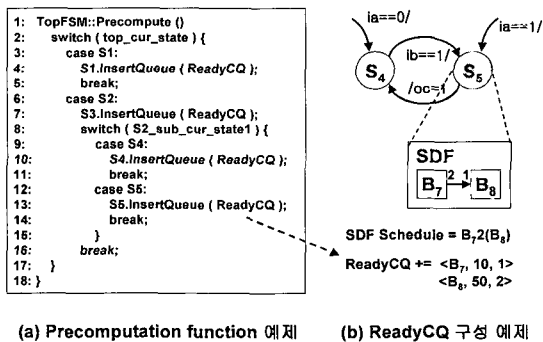 1: TopFSM::Precompute ()
2: switch ( top_cur_state ) {
3: case S1:
4: S1.InsertQueue ( ReadyCQ );
5: break;
6: case S2:
7: S3.InsertQueue ( ReadyCQ );
8: switch ( S2_sub_cur_state1 ) {
9: case S4:
10: S4.InsertQueue ( ReadyCQ );
11: break;
12: case S5:
13: S5.InsertQueue ( ReadyCQ );
14: break;
15: }
16: break;
17: }
18: }
(a) Precomputation function 예제
ia==0/
ia==1/
ib==1/
S4
S5
/oc=1
SDF
B7 2 1 B8
SDF Schedule = B72(B8)
ReadyCQ += <B7, 10, 1>
<B8, 50, 2>
(b) ReadyCQ 구성 예제